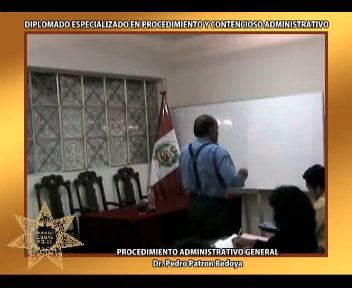 DIPLOMADO ESPECIALIZADO EN PROCEDIMIENTO Y CONTENCIOSO ADMINISTRATIVO
PROCEDIMIENTO ADMINISTRATIVO GENERAL
Dr. Pedro Patron Bedoya